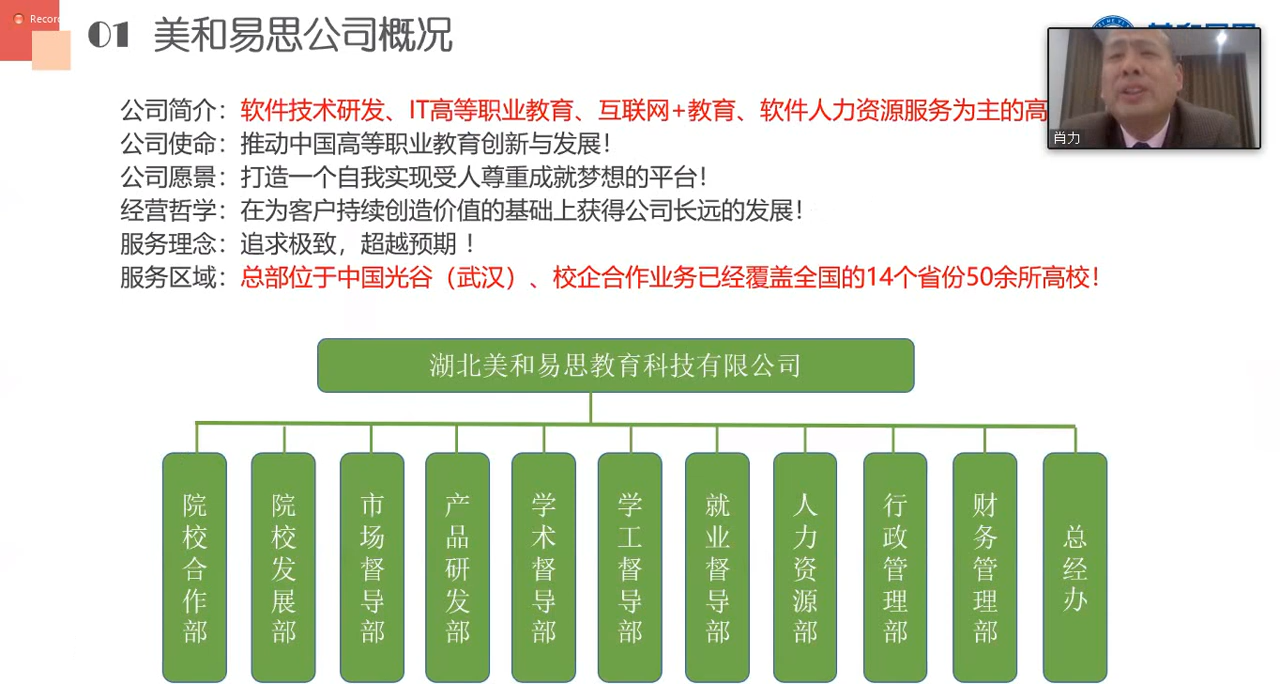 Record
01 美和易思公司概况
公司简介：软件技术研发、IT高等职业教育、互联网+教育、软件人力资源服务为主的高
公司使命：推动中国高等职业教育创新与发展！
公司愿景：打造一个自我实现受人尊重成就梦想的平台！
经营哲学：在为客户持续创造价值的基础上获得公司长远的发展！
服务理念：追求极致，超越预期 ！
服务区域：总部位于中国光谷（武汉）、校企合作业务已经覆盖全国的14个省份50余所高校！
肖力
湖北美和易思教育科技有限公司
院校合作部
院校发展部
市场督导部
产品研发部
学术督导部
学工督导部
就业督导部
人力资源部
行政管理部
财务管理部
总经办